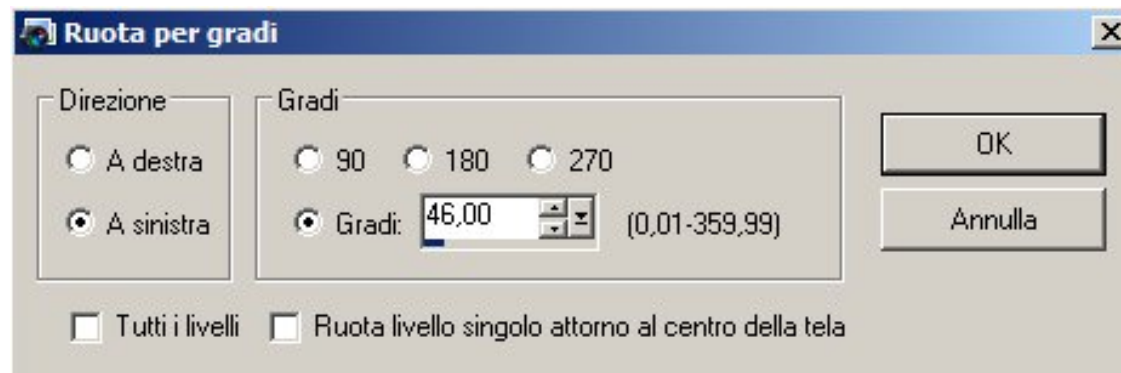 Ruota per gradi
Direzione
Gradi
A destra
90 180 270
A sinistra
Gradi: 46,00 (0,01-359,99)
OK
Annulla
Tutti i livelli
Ruota livello singolo attorno al centro della tela